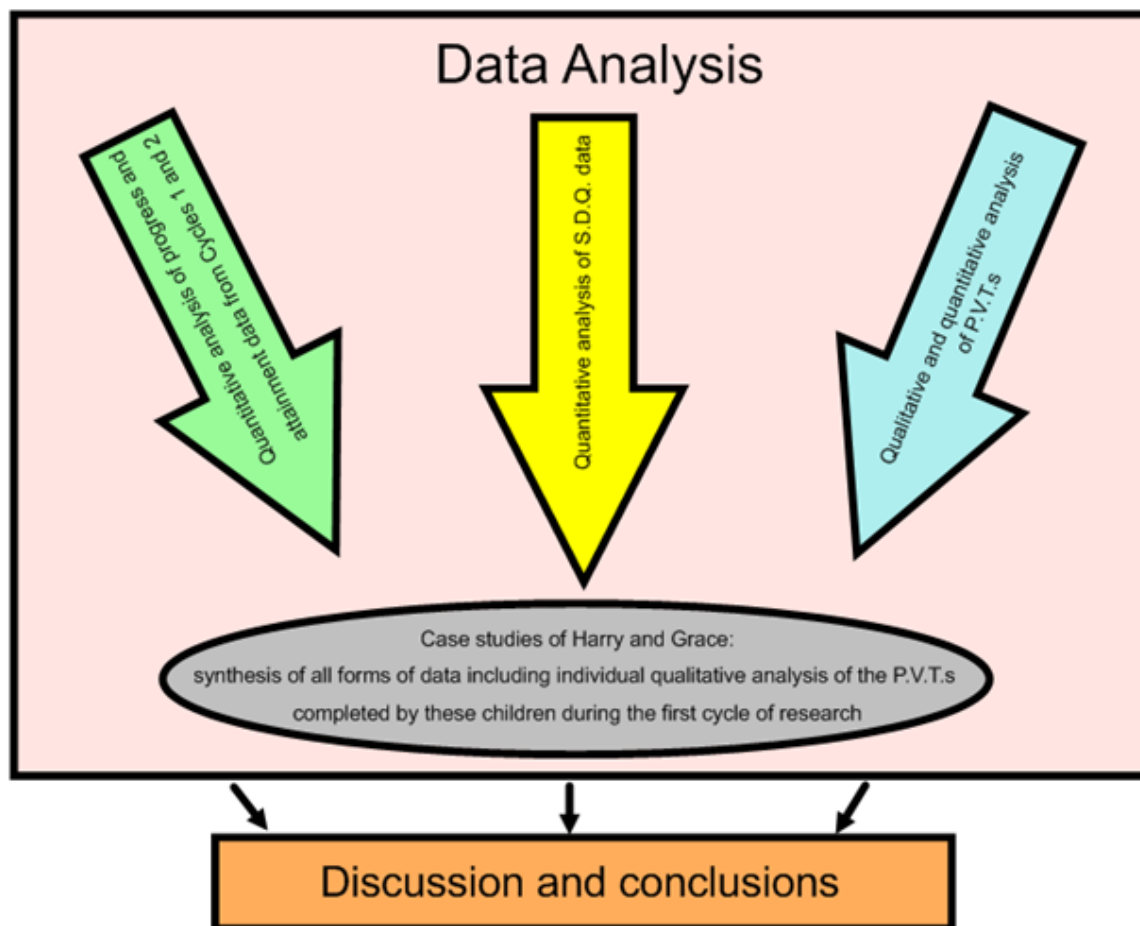 Data Analysis
Quantitative analysis of progress and
attainment data from Cycles 1 and 2
Quantitative analysis of S.D.Q. data
Qualitative and quantitative analysis
of P.V.T.s
Case studies of Harry and Grace:
synthesis of all forms of data including individual qualitative analysis of the P.V.T.s
completed by these children during the first cycle of research
Discussion and conclusions